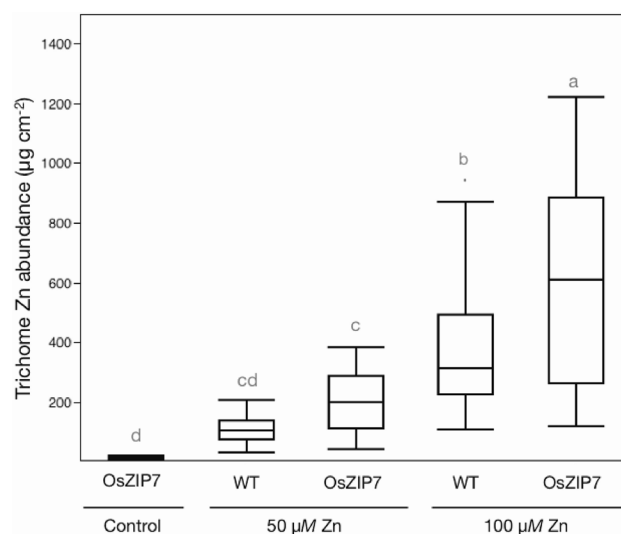 Trichome Zn abundance (µg cm⁻²)
1400
1200
1000
800
600
400
200
a
b
c
cd
d
OsZIP7 WT OsZIP7 WT OsZIP7
Control 50 µM Zn 100 µM Zn